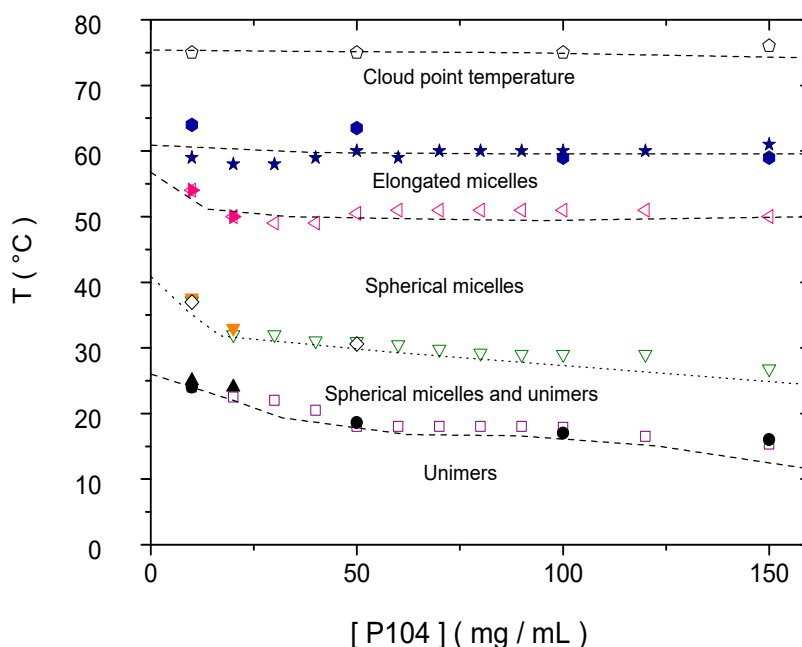 80
70
60
50
40
30
20
10
0
T ( °C )
Cloud point temperature
Elongated micelles
Spherical micelles
Spherical micelles and unimers
Unimers
0
50
100
150
[ P104 ] ( mg / mL )